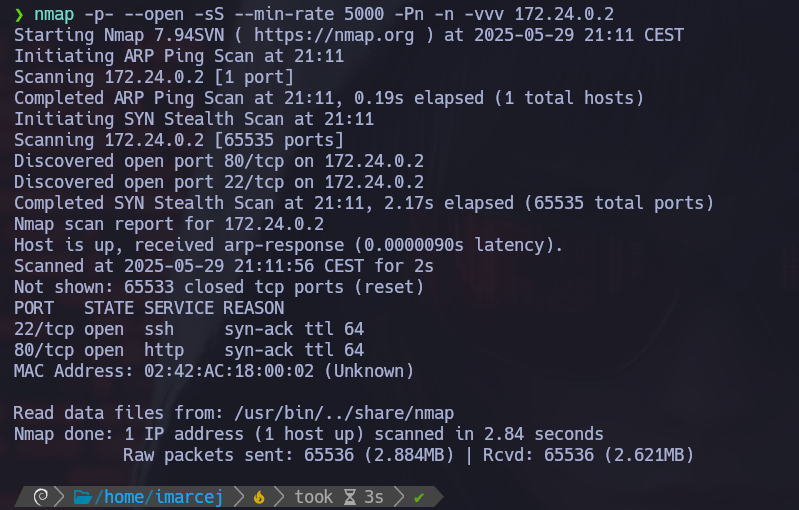 ❯ nmap -p- --open -sS --min-rate 5000 -Pn -n -vvv 172.24.0.2
Starting Nmap 7.94SVN ( https://nmap.org ) at 2025-05-29 21:11 CEST
Initiating ARP Ping Scan at 21:11
Scanning 172.24.0.2 [1 port]
Completed ARP Ping Scan at 21:11, 0.19s elapsed (1 total hosts)
Initiating SYN Stealth Scan at 21:11
Scanning 172.24.0.2 [65535 ports]
Discovered open port 80/tcp on 172.24.0.2
Discovered open port 22/tcp on 172.24.0.2
Completed SYN Stealth Scan at 21:11, 2.17s elapsed (65535 total ports)
Nmap scan report for 172.24.0.2
Host is up, received arp-response (0.0000090s latency).
Scanned at 2025-05-29 21:11:56 CEST for 2s
Not shown: 65533 closed tcp ports (reset)
PORT   STATE SERVICE REASON
22/tcp open  ssh     syn-ack ttl 64
80/tcp open  http    syn-ack ttl 64
MAC Address: 02:42:AC:18:00:02 (Unknown)
Read data files from: /usr/bin/../share/nmap
Nmap done: 1 IP address (1 host up) scanned in 2.84 seconds
           Raw packets sent: 65536 (2.884MB) | Rcvd: 65536 (2.621MB)
/home/imarcej took 3s ✔